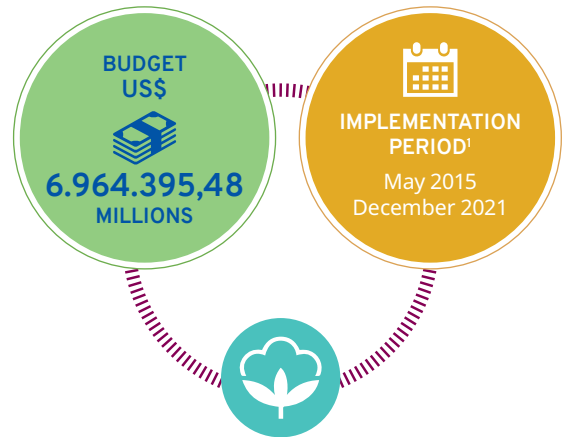 BUDGET
US$
6.964.395,48
MILLIONS
IMPLEMENTATION
PERIOD¹
May 2015
December 2021